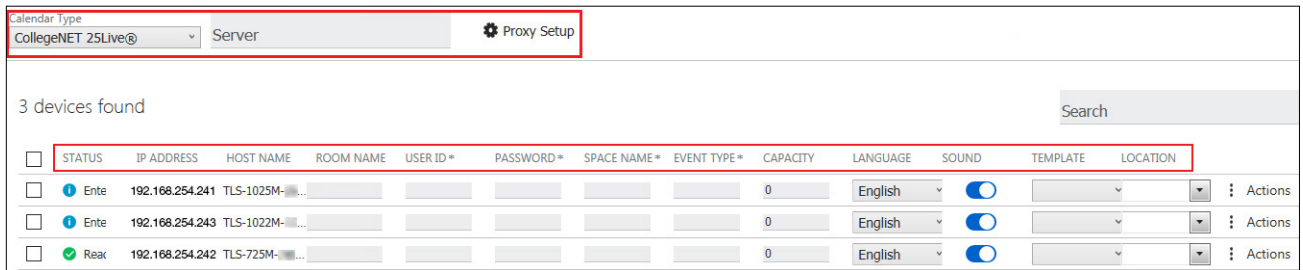 Calendar Type
CollegeNET 25Live® Server Proxy Setup
3 devices found
Search
STATUS IP ADDRESS HOST NAME ROOM NAME USER ID * PASSWORD * SPACE NAME * EVENT TYPE * CAPACITY LANGUAGE SOUND TEMPLATE LOCATION
Ente 192.168.254.241 TLS-1025M- ... 0 English Actions
Ente 192.168.254.243 TLS-1022M- ... 0 English Actions
Reac 192.168.254.242 TLS-725M- ... 0 English Actions